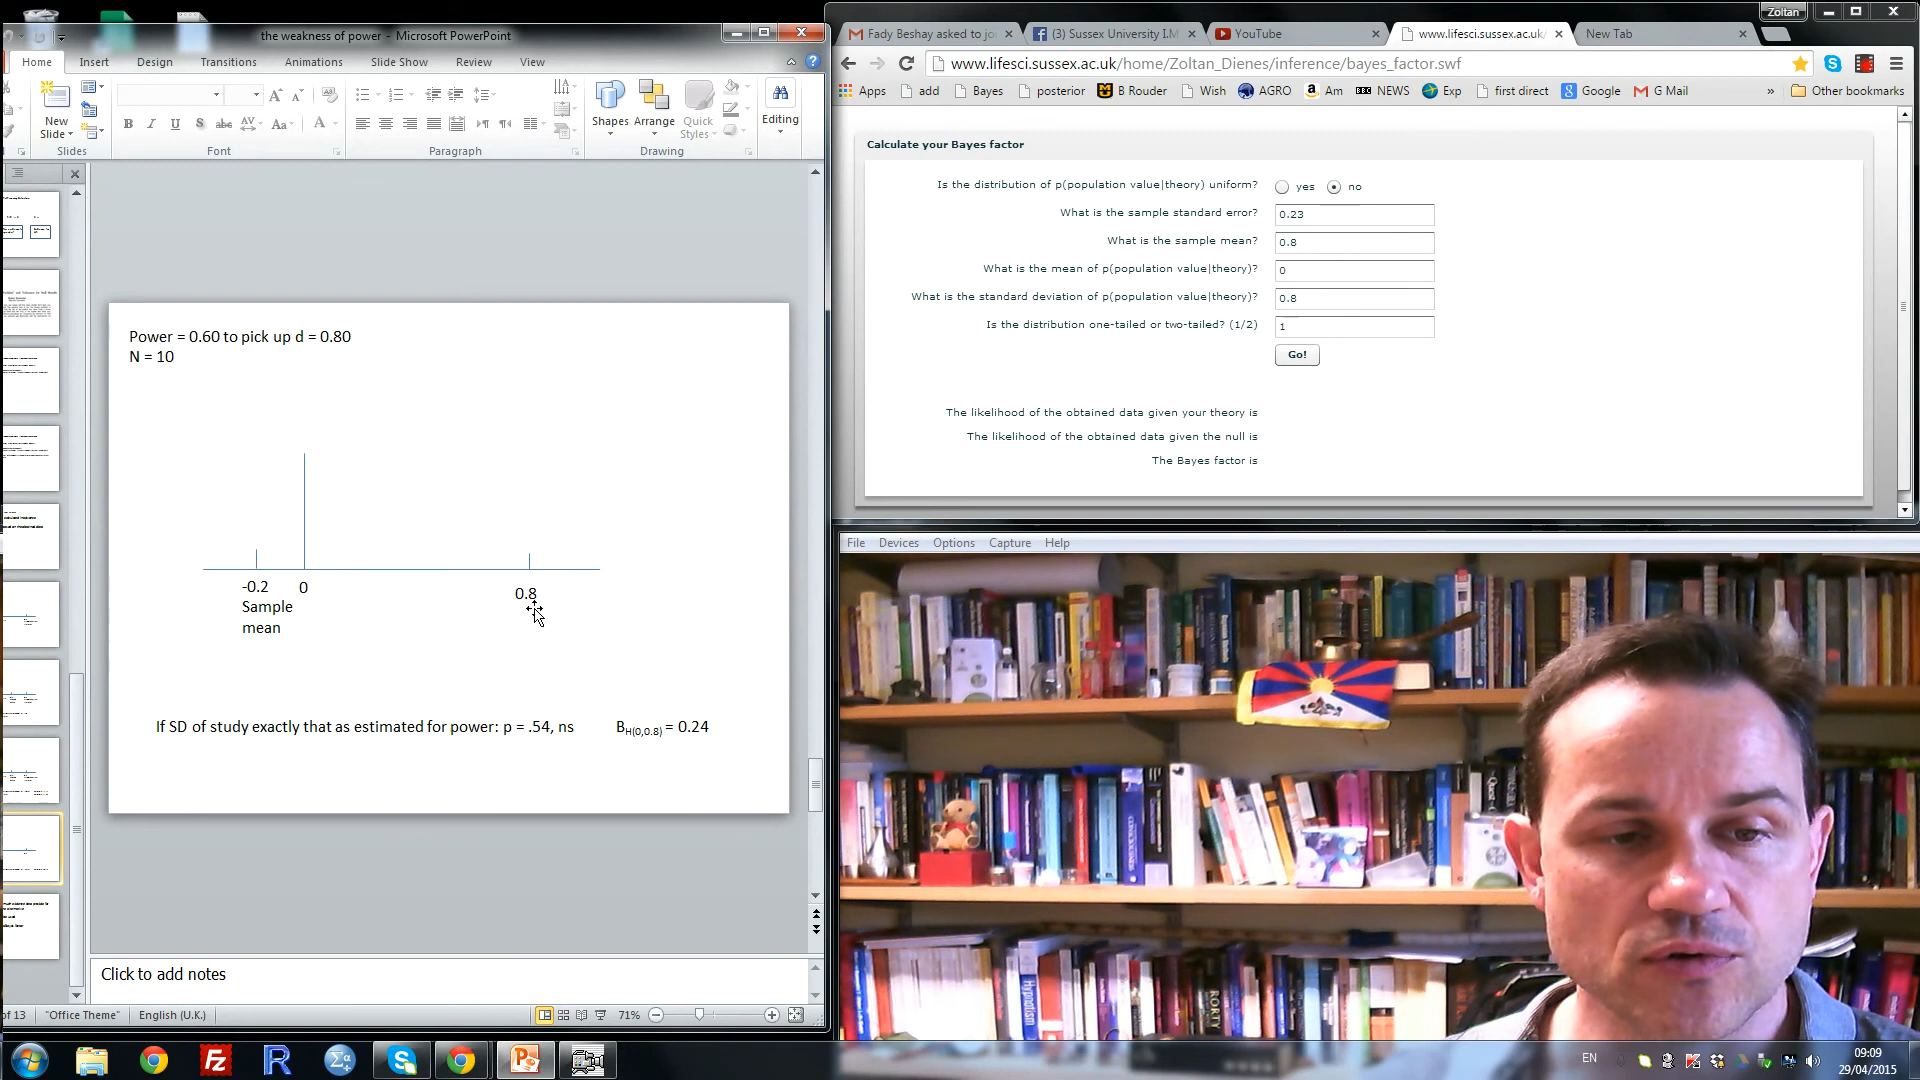 the weakness of power - Microsoft PowerPoint
Home Insert Design Transitions Animations Slide Show Review View
New Slide
Slides
Font
Paragraph
Shapes Arrange Quick Styles
Drawing
Editing
Power = 0.60 to pick up d = 0.80
N = 10
-0.2 0 0.8
Sample
mean
If SD of study exactly that as estimated for power: p = .54, ns B H(0,0.8) = 0.24
Click to add notes
of 13 "Office Theme" English (U.K.) 71%
Zoltan
Fady Beshay asked to jo (3) Sussex University I.M YouTube www.lifesci.sussex.ac.uk/ New Tab
www.lifesci.sussex.ac.uk/home/Zoltan_Dienes/inference/bayes_factor.swf
Apps add Bayes posterior B Rouder Wish AGRO Am NEWS Exp first direct Google G Mail » Other bookmarks
Calculate your Bayes factor
Is the distribution of p(population value|theory) uniform? yes no
What is the sample standard error? 0.23
What is the sample mean? 0.8
What is the mean of p(population value|theory)? 0
What is the standard deviation of p(population value|theory)? 0.8
Is the distribution one-tailed or two-tailed? (1/2) 1
Go!
The likelihood of the obtained data given your theory is
The likelihood of the obtained data given the null is
The Bayes factor is
File Devices Options Capture Help
Hypnotism
RORTY
EN
09:09
29/04/2015